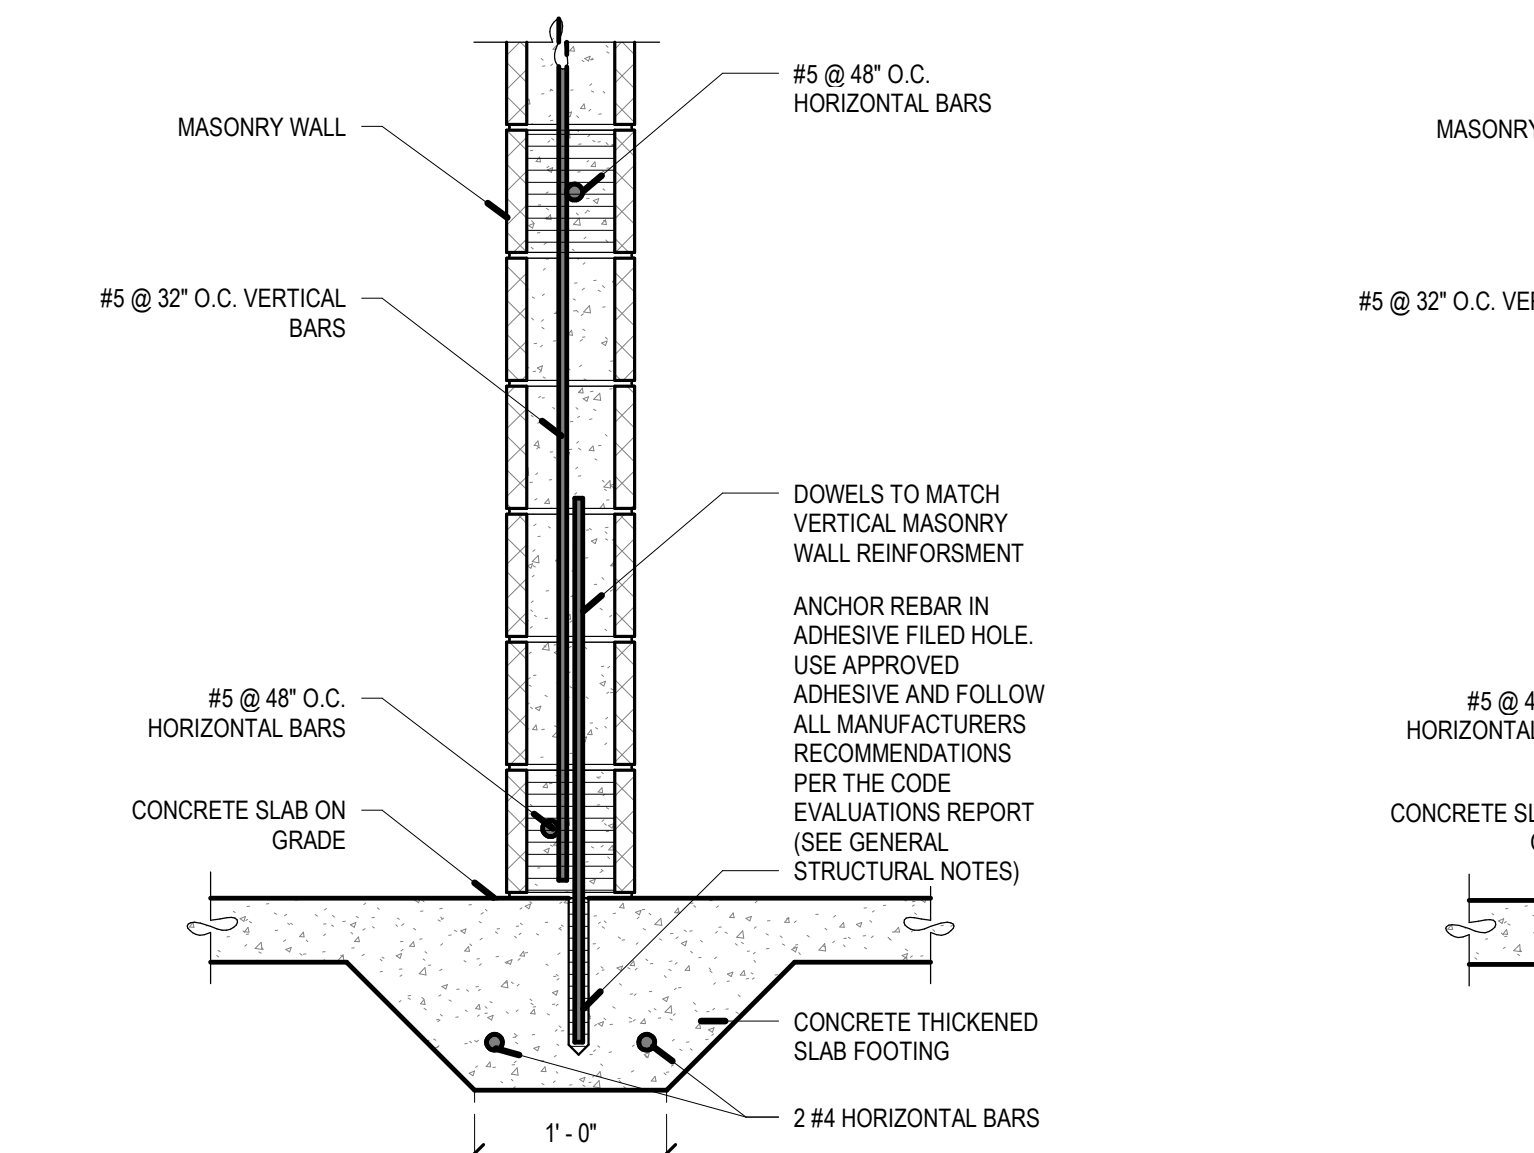 #5 @ 48" O.C.
HORIZONTAL BARS
MASONRY WALL
#5 @ 32" O.C. VERTICAL
BARS
DOWELS TO MATCH
VERTICAL MASONRY
WALL REINFORSMENT
ANCHOR REBAR IN
ADHESIVE FILED HOLE.
USE APPROVED
ADHESIVE AND FOLLOW
ALL MANUFACTURERS
RECOMMENDATIONS
PER THE CODE
EVALUATIONS REPORT
(SEE GENERAL
STRUCTURAL NOTES)
#5 @ 48" O.C.
HORIZONTAL BARS
CONCRETE SLAB ON
GRADE
CONCRETE THICKENED
SLAB FOOTING
2 #4 HORIZONTAL BARS
1' - 0"
MASONRY
#5 @ 32" O.C.
#5 @
HORIZONTAL
CONCRETE